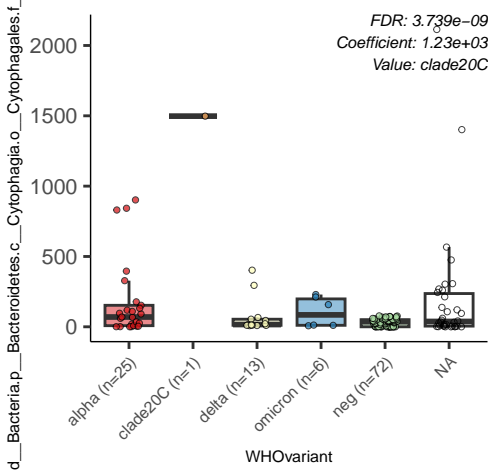 FDR: 3.739e−09
Coefficient: 1.23e+03
Value: clade20C
d__Bacteria.p__Bacteroidetes.c__Cytophagia.o__Cytophagales.f_
2000
1500
1000
500
0
alpha (n=25)
clade20C (n=1)
delta (n=13)
omicron (n=6)
neg (n=72)
NA
WHOvariant